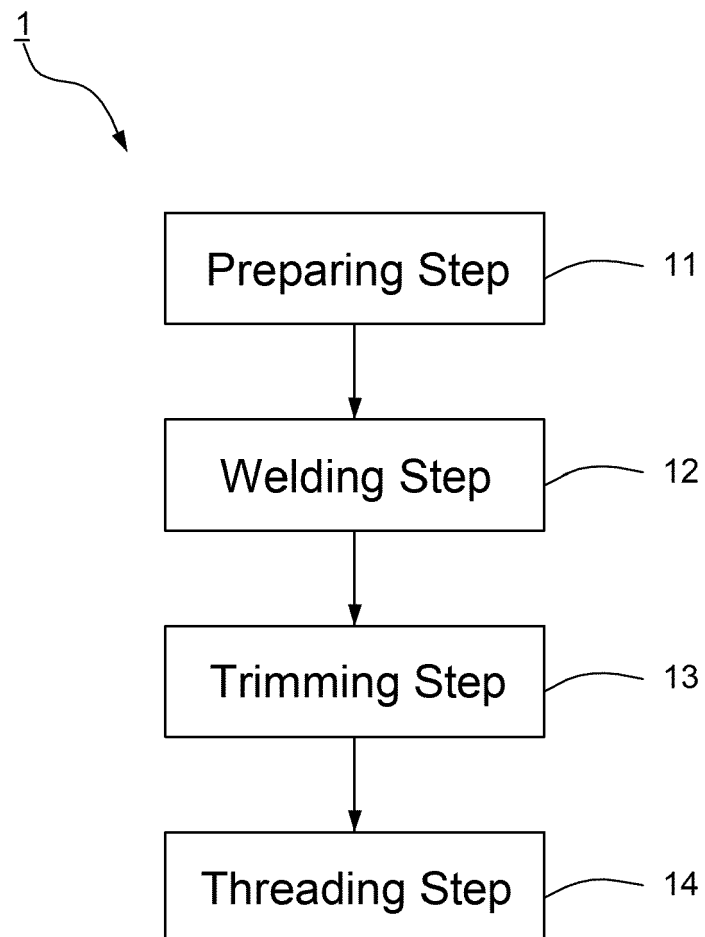 1
Preparing Step 11
Welding Step 12
Trimming Step 13
Threading Step 14